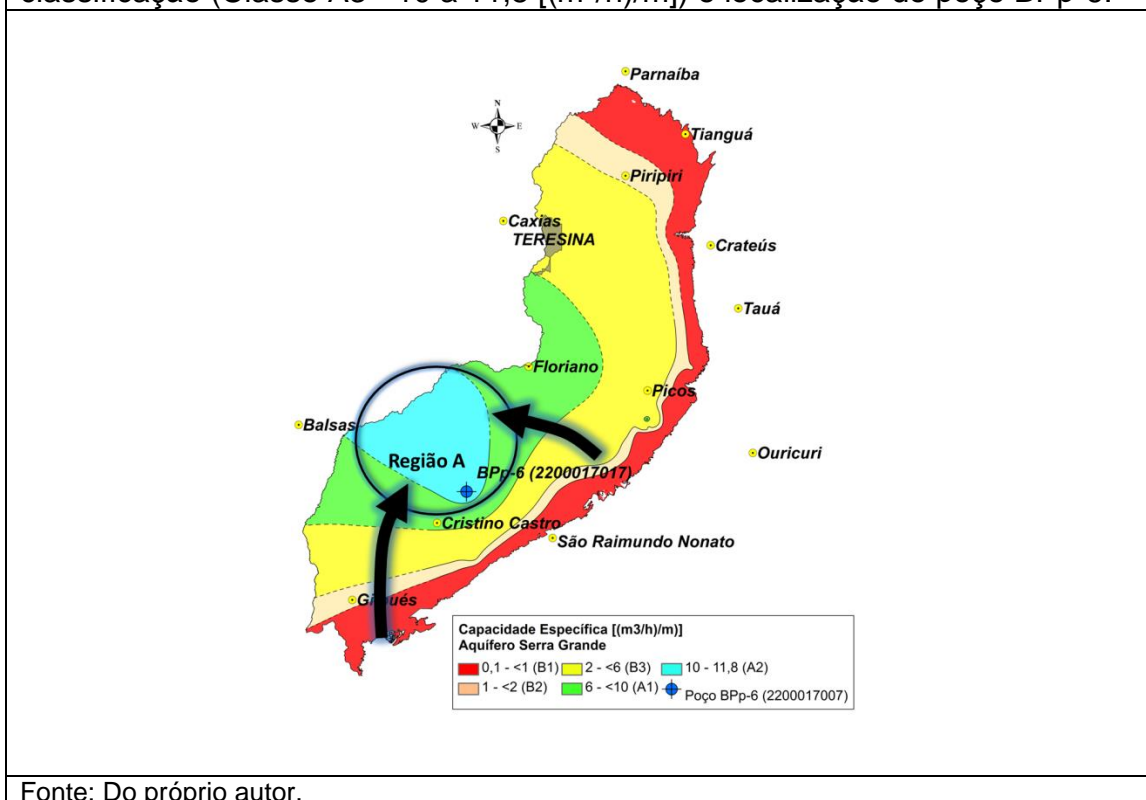 classificação (Classe A3 - 10 a 11,8 [(m³/h)/m]) e localização do poço BPp-6.
Parnaíba
N
W E
S
Tianguá
Piripiri
Caxias
TERESINA
Crateús
Tauá
Floriano
Picos
Balsas
Ouricuri
Região A
BPp-6 (2200017017)
Cristino Castro
São Raimundo Nonato
Capacidade Específica [(m3/h)/m)]
Aquífero Serra Grande
0,1 - <1 (B1) 2 - <6 (B3) 10 - 11,8 (A2)
1 - <2 (B2) 6 - <10 (A1) Poço BPp-6 (2200017007)
Fonte: Do próprio autor.